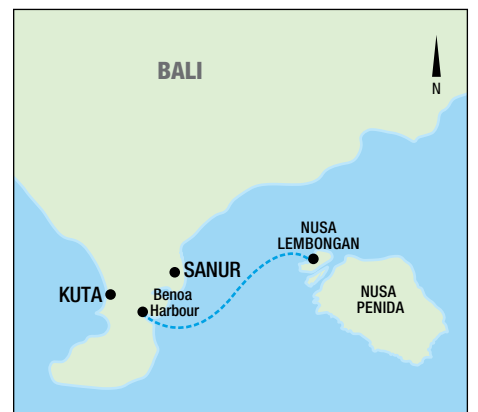 BALI
N
NUSA
LEMBONGAN
SANUR
KUTA
Benoa
Harbour
NUSA
PENIDA